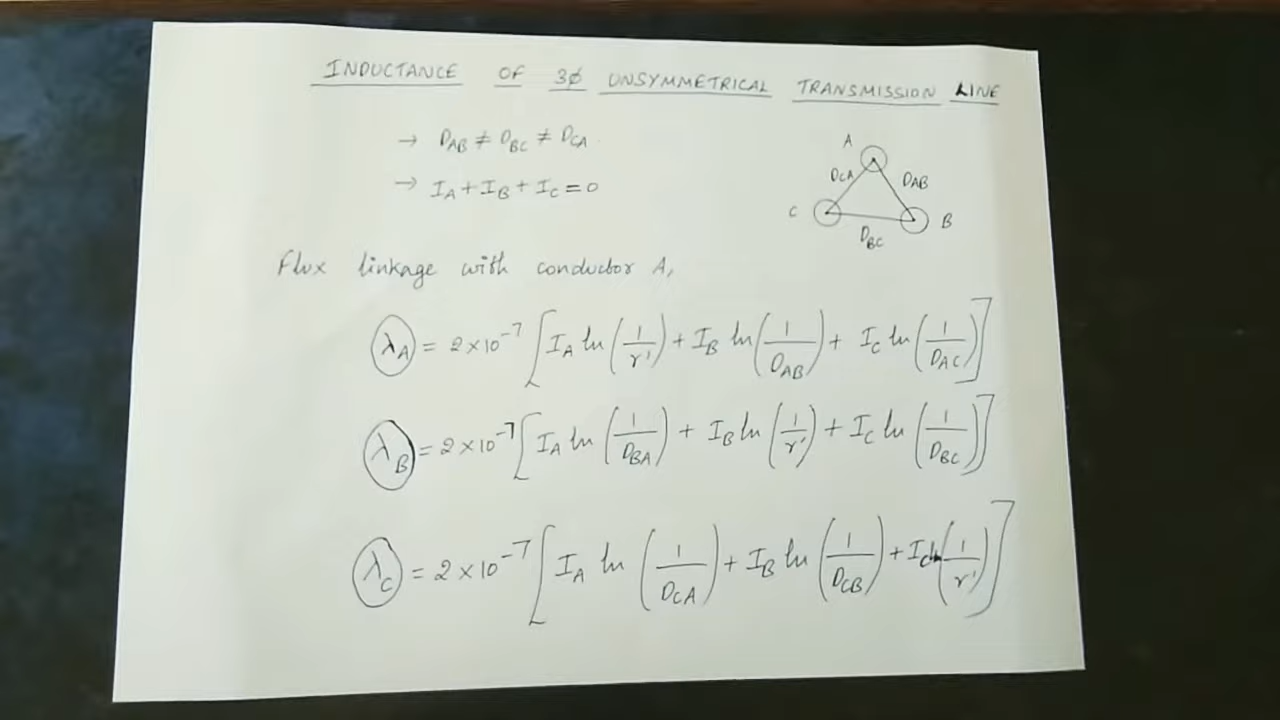 INDUCTANCE OF 3Ø UNSYMMETRICAL TRANSMISSION LINE
→ D_AB ≠ D_BC ≠ D_CA
→ I_A + I_B + I_C = 0
A
D_CA D_AB
C B
D_BC
Flux linkage with conductor A,
λ_A = 2×10^-7 [I_A ln (1/r') + I_B ln (1/D_AB) + I_C ln (1/D_AC)]
λ_B = 2×10^-7 [I_A ln (1/D_BA) + I_B ln (1/r') + I_C ln (1/D_BC)]
λ_C = 2×10^-7 [I_A ln (1/D_CA) + I_B ln (1/D_CB) + I_C ln (1/r')]